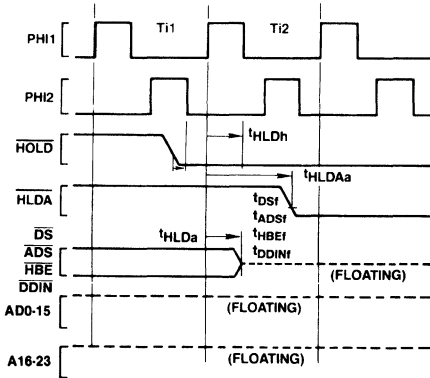 Ti1 Ti2
PHI1
PHI2
tHLDh
HOLD
tHLDAa
HLDA
tDSf
tADSf
DS
tHLDa
tHBEf
ADS
tDDINf
HBE
(FLOATING)
DDIN
AD0-15
(FLOATING)
A16-23
(FLOATING)